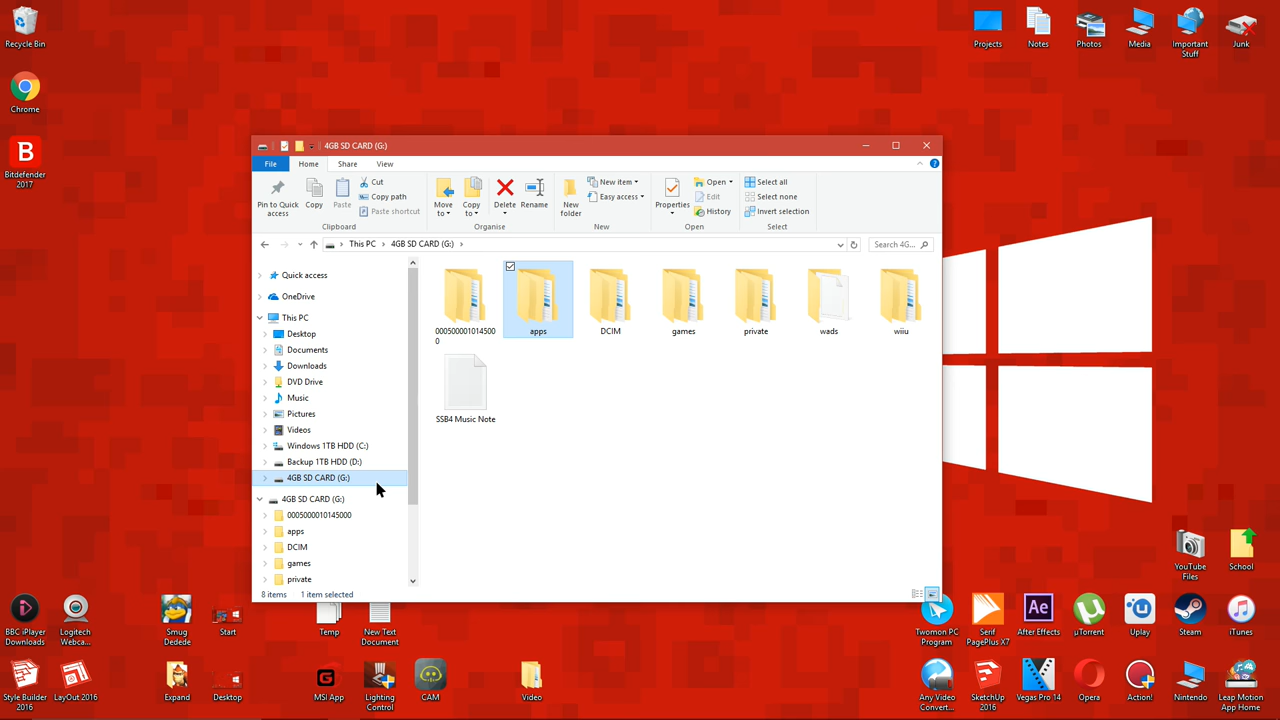 Recycle Bin
Chrome
B
Bitdefender
2017
Projects
Notes
Photos
Media
Important
Stuff
Junk
4GB SD CARD (G:)
File
Home
Share
View
Pin to Quick
access
Copy
Paste
Cut
Copy path
Paste shortcut
Clipboard
Move
to
Copy
to
Delete
Rename
Organise
New
folder
New item
Easy access
New
Properties
Open
Edit
History
Open
Select all
Select none
Invert selection
Select
This PC
4GB SD CARD (G:)
Search 4G...
Quick access
OneDrive
This PC
Desktop
Documents
Downloads
DVD Drive
Music
Pictures
Videos
Windows 1TB HDD (C:)
Backup 1TB HDD (D:)
4GB SD CARD (G:)
4GB SD CARD (G:)
0005000010145000
apps
DCIM
games
private
000500001014500
0
apps
DCIM
games
private
wads
wiiu
SSB4 Music Note
8 items
1 item selected
YouTube
Files
School
BBC iPlayer
Downloads
Logitech
Webca...
Smug
Dedede
Start
Temp
New Text
Document
Twomon PC
Program
Serif
PagePlus X7
Ae
After Effects
µTorrent
Uplay
Steam
iTunes
Style Builder
2016
LayOut 2016
Expand
Desktop
MSI App
Lighting
Control
CAM
Video
Any Video
Convert...
SketchUp
2016
Vegas Pro 14
Opera
Action!
Nintendo
Leap Motion
App Home